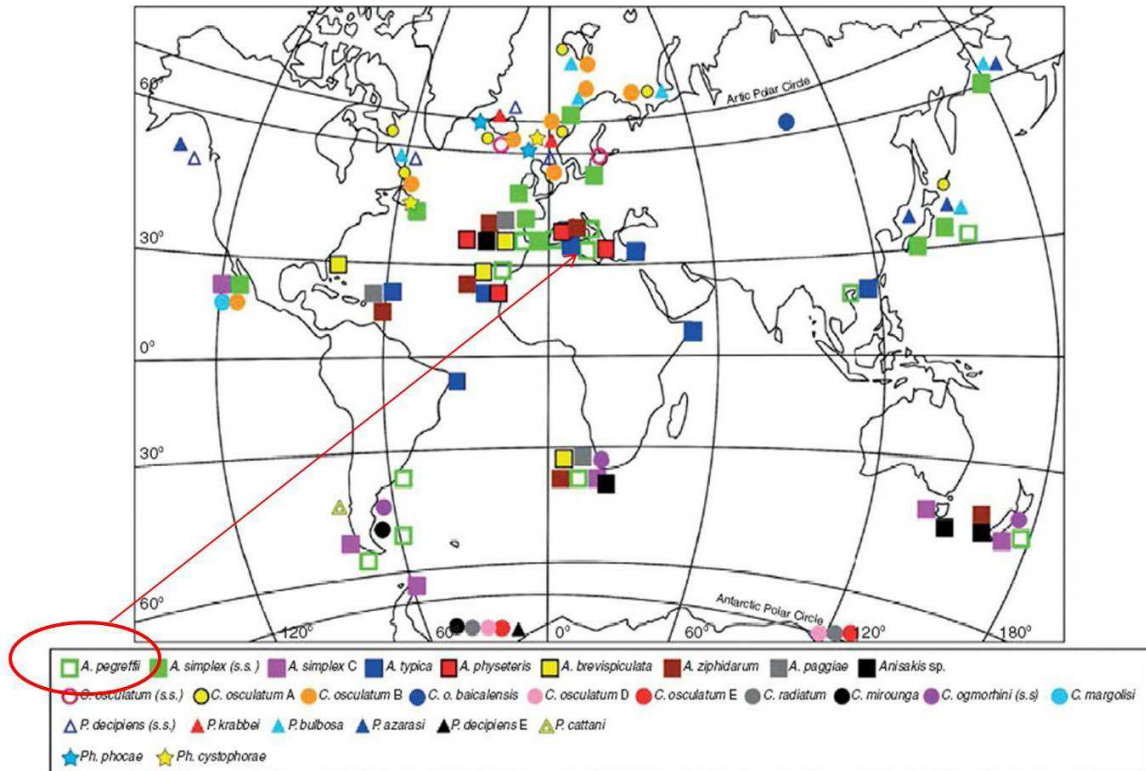 60°
Artic Polar Circle
30°
0°
30°
60°
Antarctic Polar Circle
120° 60° 0° 60° 120° 180°
A. pegreffii A. simplex (s.s.) A. simplex C A. typica A. physeteris A. brevispiculata A. ziphidarum A. paggiae Anisakis sp.
C. osculatum (s.s.) C. osculatum A C. osculatum B C. o. baicalensis C. osculatum D C. osculatum E C. radiatum C. mirounga C. ogmorhini (s.s) C. margolisi
P. decipiens (s.s.) P. krabbei P. bulbosa P. azarasi P. decipiens E P. cattani
Ph. phocae Ph. cystophorae